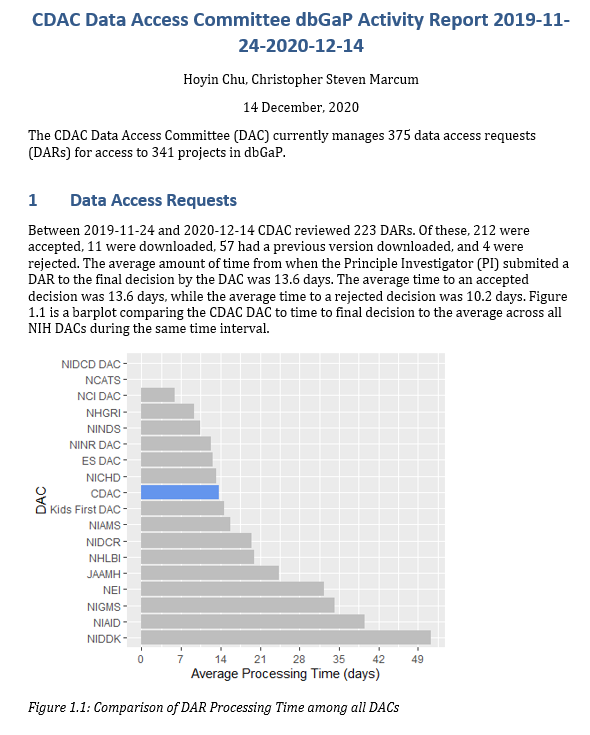 CDAC Data Access Committee dbGaP Activity Report 2019-11-
24-2020-12-14
Hoyin Chu, Christopher Steven Marcum
14 December, 2020
The CDAC Data Access Committee (DAC) currently manages 375 data access requests
(DARs) for access to 341 projects in dbGaP.
1 Data Access Requests
Between 2019-11-24 and 2020-12-14 CDAC reviewed 223 DARs. Of these, 212 were
accepted, 11 were downloaded, 57 had a previous version downloaded, and 4 were
rejected. The average amount of time from when the Principle Investigator (PI) submited a
DAR to the final decision by the DAC was 13.6 days. The average time to an accepted
decision was 13.6 days, while the average time to a rejected decision was 10.2 days. Figure
1.1 is a barplot comparing the CDAC DAC to time to final decision to the average across all
NIH DACs during the same time interval.
DAC
NIDCD DAC
NCATS
NCI DAC
NHGRI
NINDS
NINR DAC
ES DAC
NICHD
CDAC
Kids First DAC
NIAMS
NIDCR
NHLBI
JAAMH
NEI
NIGMS
NIAID
NIDDK
0 7 14 21 28 35 42 49
Average Processing Time (days)
Figure 1.1: Comparison of DAR Processing Time among all DACs